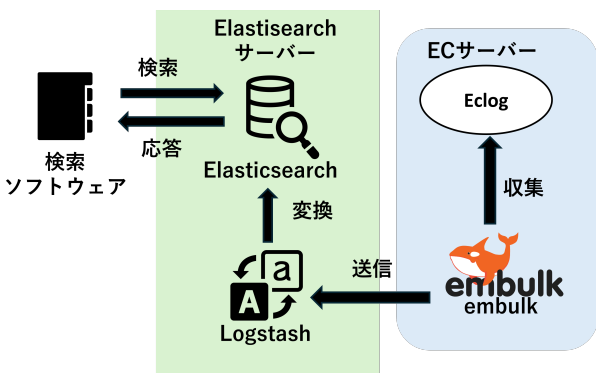 Elastisearch
サーバー
ECサーバー
検索
Eclog
応答
検索
ソフトウェア
Elasticsearch
収集
変換
送信
embulk
embulk
a
A
Logstash